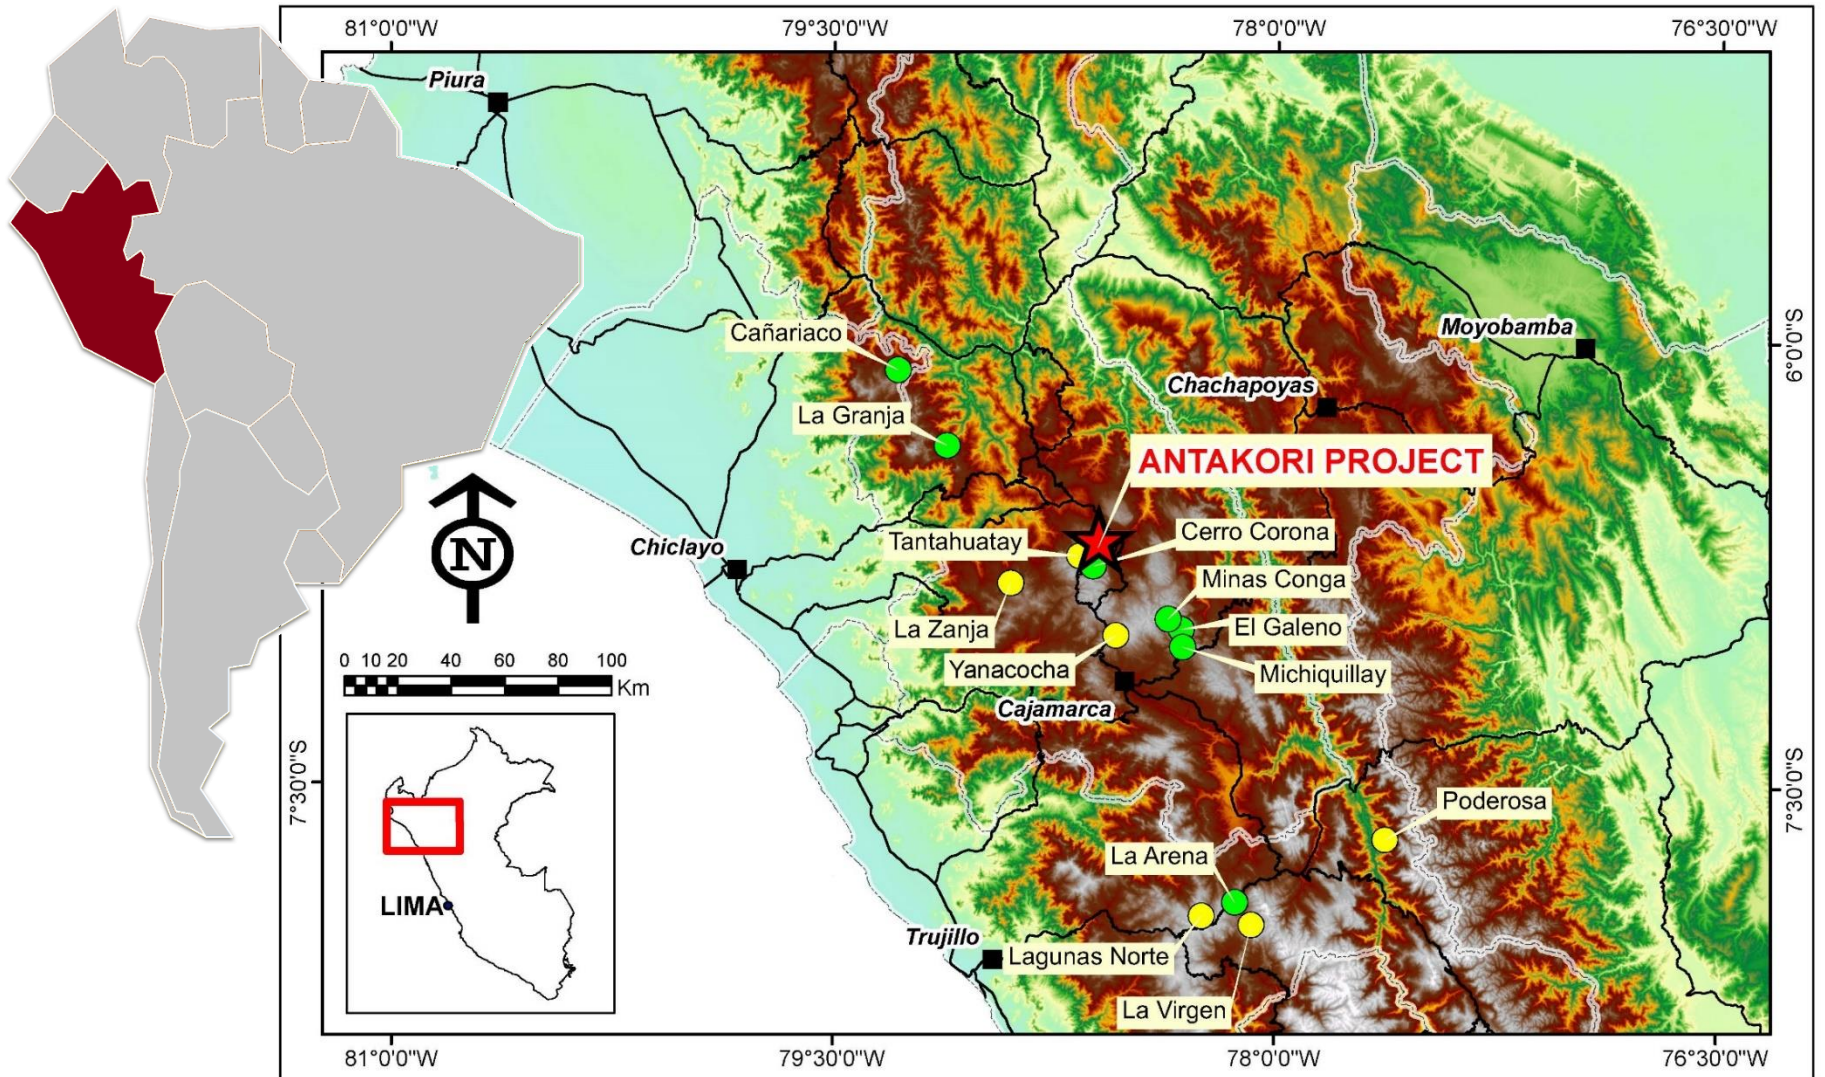 81°0'0"W
79°30'0"W
78°0'0"W
76°30'0"W
Piura
Cañariaco
Moyobamba
6°0'0"S
Chachapoyas
La Granja
ANTAKORI PROJECT
N
Chiclayo
Tantahuatay
Cerro Corona
Minas Conga
La Zanja
El Galeno
Yanacocha
Michiquillay
0 10 20 40 60 80 100
Km
Cajamarca
7°30'0"S
7°30'0"S
Poderosa
La Arena
LIMA
Trujillo
Lagunas Norte
La Virgen
81°0'0"W
79°30'0"W
78°0'0"W
76°30'0"W